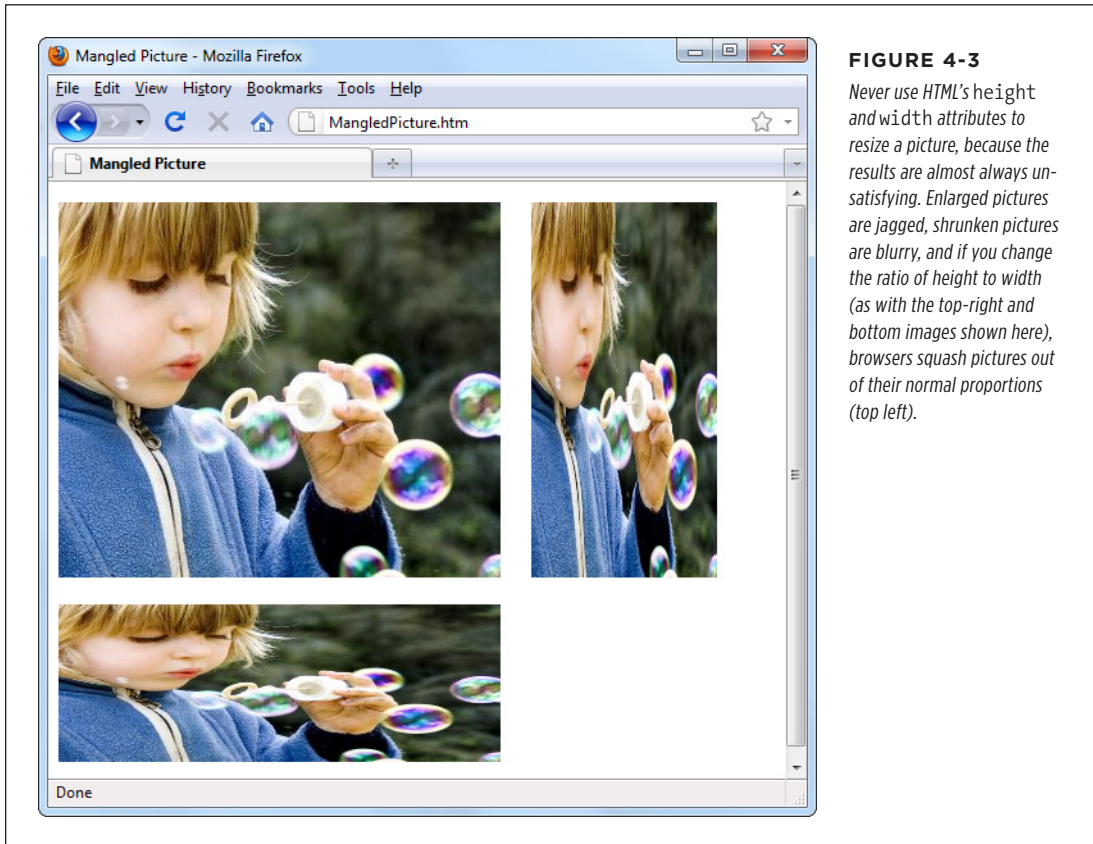 Mangled Picture - Mozilla Firefox
File Edit View History Bookmarks Tools Help
MangledPicture.htm
Mangled Picture
Done
FIGURE 4-3
Never use HTML's height
and width attributes to
resize a picture, because the
results are almost always un-
satisfying. Enlarged pictures
are jagged, shrunken pictures
are blurry, and if you change
the ratio of height to width
(as with the top-right and
bottom images shown here),
browsers squash pictures out
of their normal proportions
(top left).